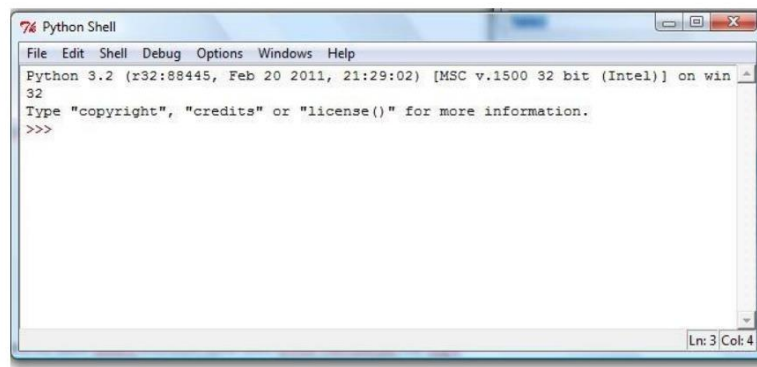 Python Shell
File Edit Shell Debug Options Windows Help
Python 3.2 (r32:88445, Feb 20 2011, 21:29:02) [MSC v.1500 32 bit (Intel)] on win
32
Type "copyright", "credits" or "license()" for more information.
>>>
Ln: 3 Col: 4